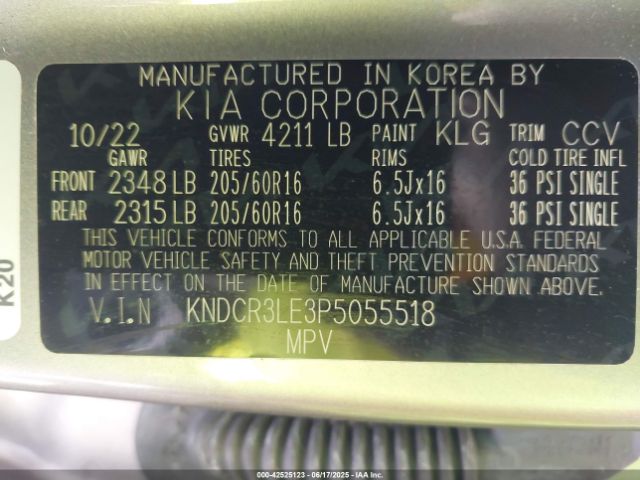 MANUFACTURED IN KOREA BY
KIA CORPORATION
10/22 GVWR 4211 LB PAINT KLG TRIM CCV
GAWR TIRES RIMS COLD TIRE INFL
FRONT 2348 LB 205/60R16 6.5Jx16 36 PSI SINGLE
REAR 2315 LB 205/60R16 6.5Jx16 36 PSI SINGLE
THIS VEHICLE CONFORMS TO ALL APPLICABLE U.S.A. FEDERAL
MOTOR VEHICLE SAFETY AND THEFT PREVENTION STANDARDS
IN EFFECT ON THE DATE OF MANUFACTURE SHOWN ABOVE.
V.I.N KNDCR3LE3P5055518
MPV
K20
000-42525123 - 06/17/2025 - IAAI.COM